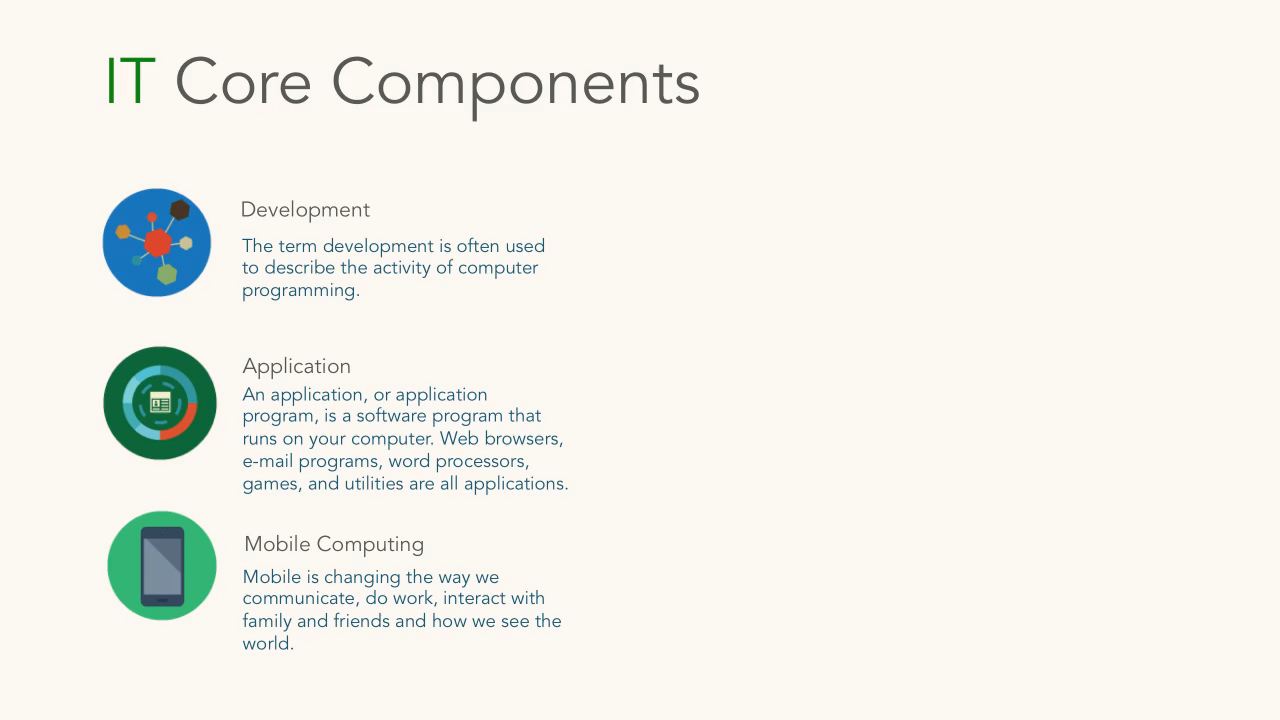 IT Core Components
Development
The term development is often used
to describe the activity of computer
programming.
Application
An application, or application
program, is a software program that
runs on your computer. Web browsers,
e-mail programs, word processors,
games, and utilities are all applications.
Mobile Computing
Mobile is changing the way we
communicate, do work, interact with
family and friends and how we see the
world.